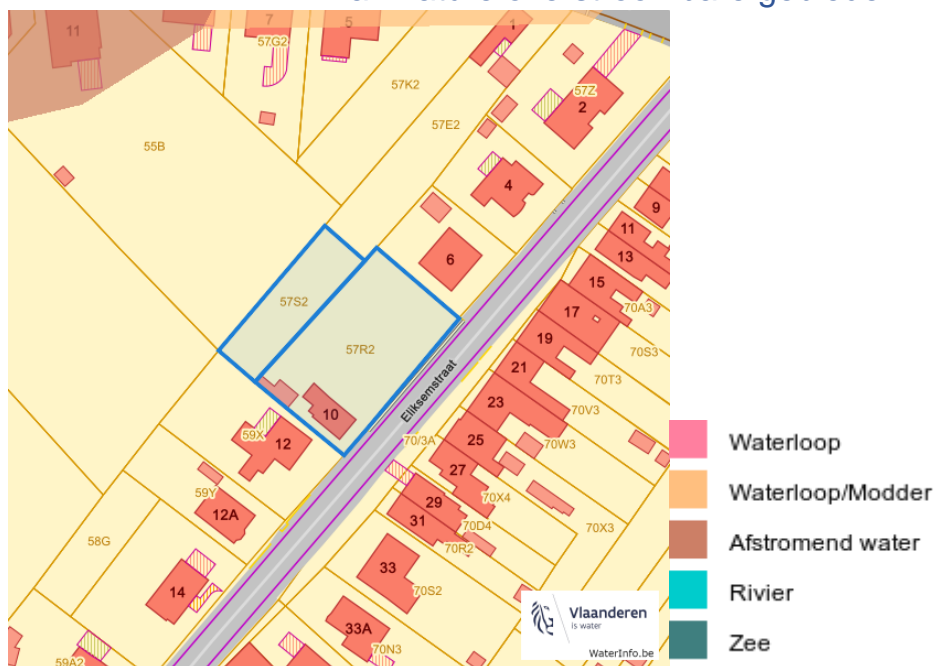 11
7
5
1
57G2
57K2
57Z
2
57E2
55B
4
9
11
13
6
15
57S2
17
70A3
19
70S3
57R2
21
70T3
Eliksemstraat
23
70V3
10
59X
12
70/3A
25
70W3
27
59Y
12A
29
70X4
31
70D4
70X3
58G
70R2
14
33
70S2
33A
70N3
59A2
Vlaanderen
is water
WaterInfo.be
Waterloop
Waterloop/Modder
Afstromend water
Rivier
Zee